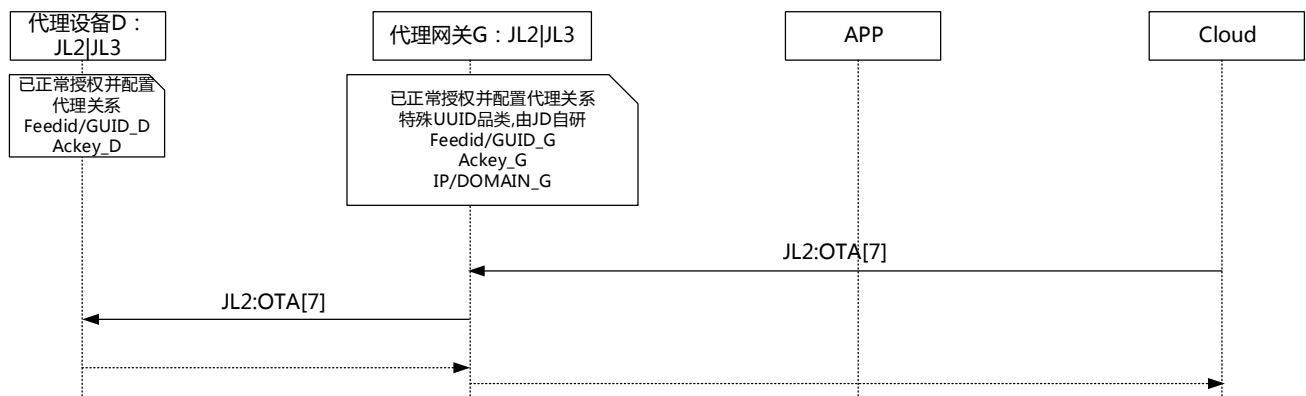 代理设备D：
JL2|JL3
代理网关G：JL2|JL3
APP
Cloud
已正常授权并配置
代理关系
Feedid/GUID_D
Ackey_D
已正常授权并配置代理关系
特殊UUID品类,由JD自研
Feedid/GUID_G
Ackey_G
IP/DOMAIN_G
JL2:OTA[7]
JL2:OTA[7]